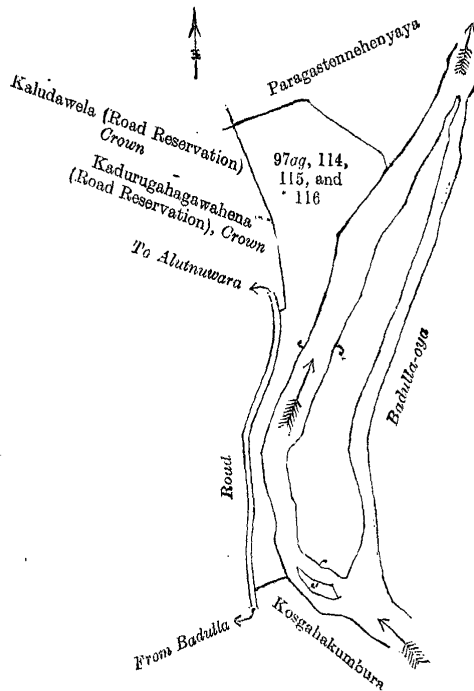 Paragastennehenyaya
Kaludawela (Road Reservation)
Crown
Kadurugahagawahena
(Road Reservation), Crown
97ag, 114,
115, and
116
To Alutnuwara
Badulla-oya
Road
From Badulla
Kosgahakumbura